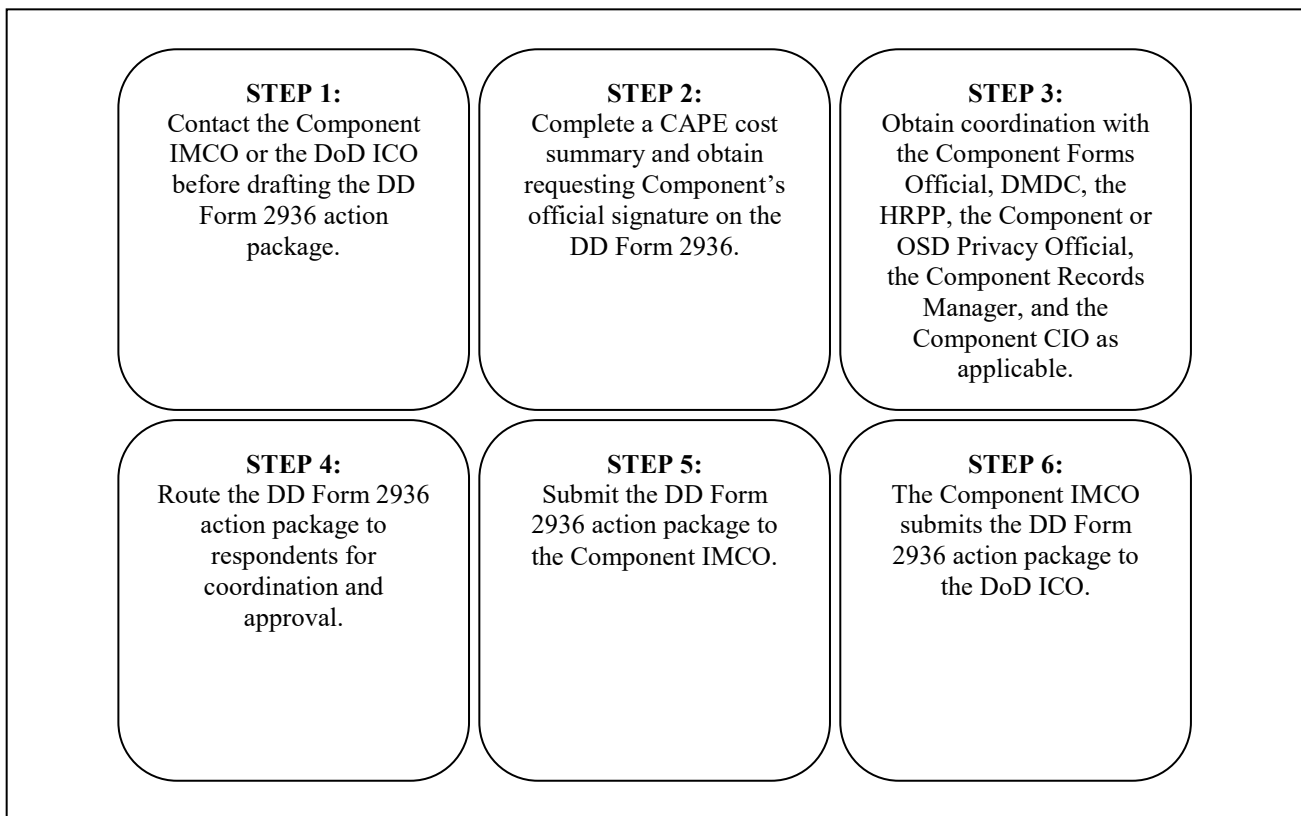 STEP 1:
Contact the Component
IMCO or the DoD ICO
before drafting the DD
Form 2936 action
package.
STEP 2:
Complete a CAPE cost
summary and obtain
requesting Component’s
official signature on the
DD Form 2936.
STEP 3:
Obtain coordination with
the Component Forms
Official, DMDC, the
HRPP, the Component or
OSD Privacy Official,
the Component Records
Manager, and the
Component CIO as
applicable.
STEP 4:
Route the DD Form 2936
action package to
respondents for
coordination and
approval.
STEP 5:
Submit the DD Form
2936 action package to
the Component IMCO.
STEP 6:
The Component IMCO
submits the DD Form
2936 action package to
the DoD ICO.